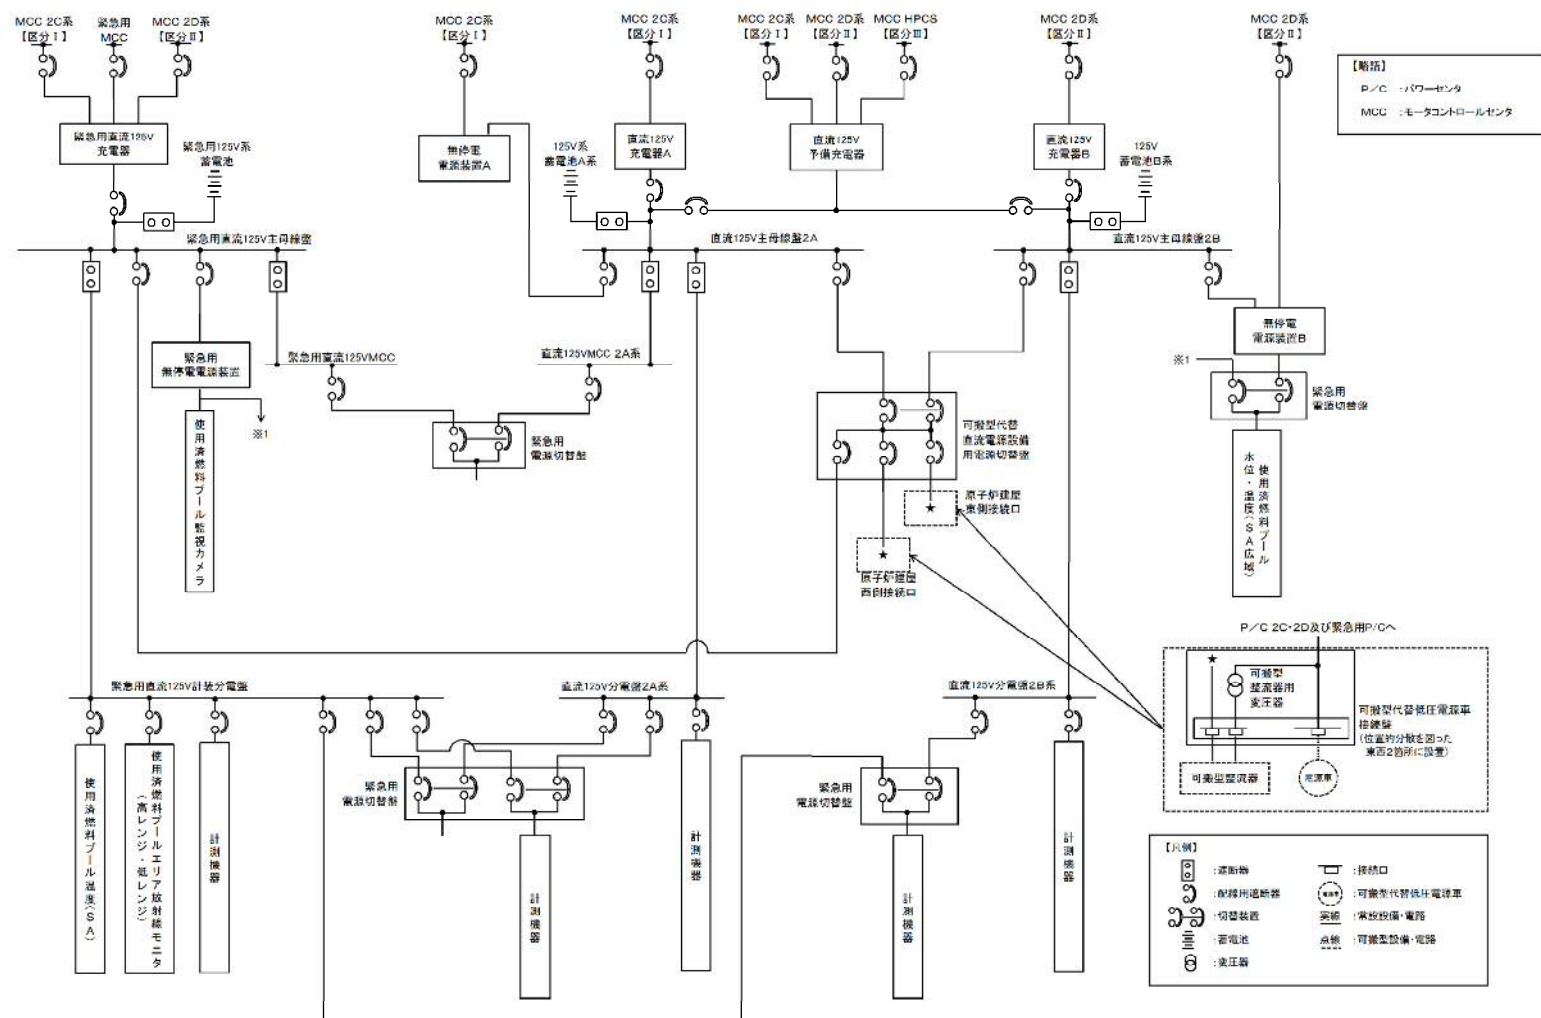 MCC 2C系
【区分Ⅰ】
緊急用
MCC
MCC 2D系
【区分Ⅱ】
MCC 2C系
【区分Ⅰ】
MCC 2C系
【区分Ⅰ】
MCC 2C系
【区分Ⅰ】
MCC 2D系
【区分Ⅱ】
MCC HPCS
【区分Ⅲ】
MCC 2D系
【区分Ⅱ】
MCC 2D系
【区分Ⅱ】
【略語】
P/C :パワーセンタ
MCC :モータコントロールセンタ
緊急用直流125V
充電器
緊急用125V系
蓄電池
無停電
電源装置A
125V系
蓄電池A系
直流125V
充電器A
直流125V
予備充電器
直流125V
充電器B
125V
蓄電池B系
緊急用直流125V主母線盤
直流125V主母線盤2A
直流125V主母線盤2B
無停電
電源装置B
緊急用
無停電電源装置
緊急用直流125VMCC
直流125VMCC 2A系
※1
※1
緊急用
電源切替盤
緊急用
電源切替盤
可搬型代替
直流電源設備
用電源切替盤
使用済燃料プール監視カメラ
使用済燃料プール
水位・温度(SA広域)
原子炉建屋
東側接続口
★
★
原子炉建屋
西側接続口
P/C 2C・2D及び緊急用P/Cへ
★
可搬型
整流器用
変圧器
可搬型代替低圧電源車
接続盤
(位置的分散を図った
東西2箇所に設置)
可搬型整流器
電源車
緊急用直流125V計装分電盤
直流125V分電盤2A系
直流125V分電盤2B系
緊急用
電源切替盤
緊急用
電源切替盤
使用済燃料プール温度(SA)
使用済燃料プールエリア放射線モニタ
(高レンジ・低レンジ)
計測機器
計測機器
計測機器
計測機器
計測機器
【凡例】
:遮断器
:配線用遮断器
:切替装置
:蓄電池
:変圧器
:接続口
電源車 :可搬型代替低圧電源車
実線 :常設設備・電路
点線 :可搬型設備・電路